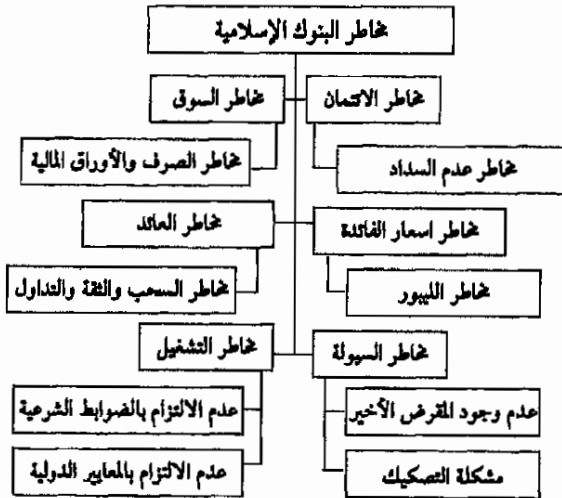 مخاطر البنوك الإسلامية
مخاطر الائتمان
مخاطر السوق
مخاطر عدم السداد
مخاطر الصرف والأوراق المالية
مخاطر اسعار الفائدة
مخاطر العائد
مخاطر الليبور
مخاطر السحب والثقة والتداول
مخاطر السيولة
مخاطر التشغيل
عدم وجود المقرض الأخير
عدم الالتزام بالضوابط الشرعية
مشكلة التصكيك
عدم الالتزام بالمعايير الدولية